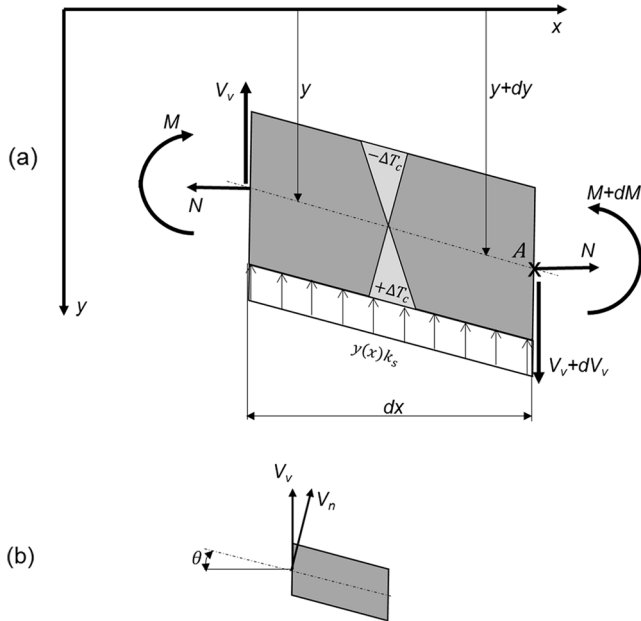 x
y
y+dy
V_v
(a)
M
−ΔT_c
M+dM
N
A
N
y
+ΔT_c
y(x)k_s
V_v+dV_v
dx
V_v
V_n
(b)
θ